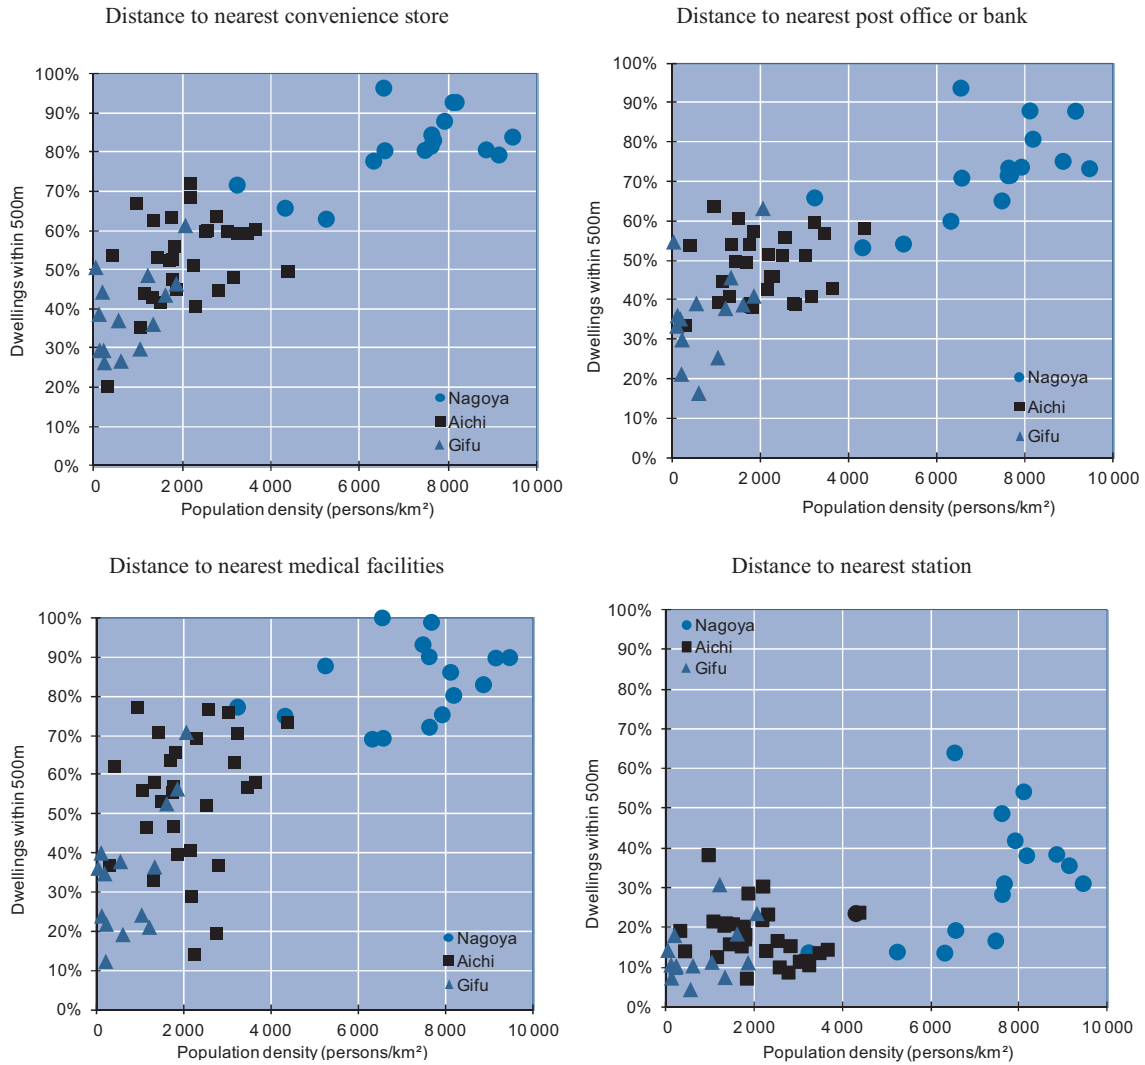 Distance to nearest convenience store
100%
90%
80%
70%
60%
50%
40%
30%
20%
10%
0%
Dwellings within 500m
Nagoya
Aichi
Gifu
0 2 000 4 000 6 000 8 000 10 000
Population density (persons/km²)
Distance to nearest post office or bank
100%
90%
80%
70%
60%
50%
40%
30%
20%
10%
0%
Dwellings within 500m
Nagoya
Aichi
Gifu
0 2 000 4 000 6 000 8 000 10 000
Population density (persons/km²)
Distance to nearest medical facilities
100%
90%
80%
70%
60%
50%
40%
30%
20%
10%
0%
Dwellings within 500m
Nagoya
Aichi
Gifu
0 2 000 4 000 6 000 8 000 10 000
Population density (persons/km²)
Distance to nearest station
100%
90%
80%
70%
60%
50%
40%
30%
20%
10%
0%
Dwellings within 500m
Nagoya
Aichi
Gifu
0 2 000 4 000 6 000 8 000 10 000
Population density (persons/km²)